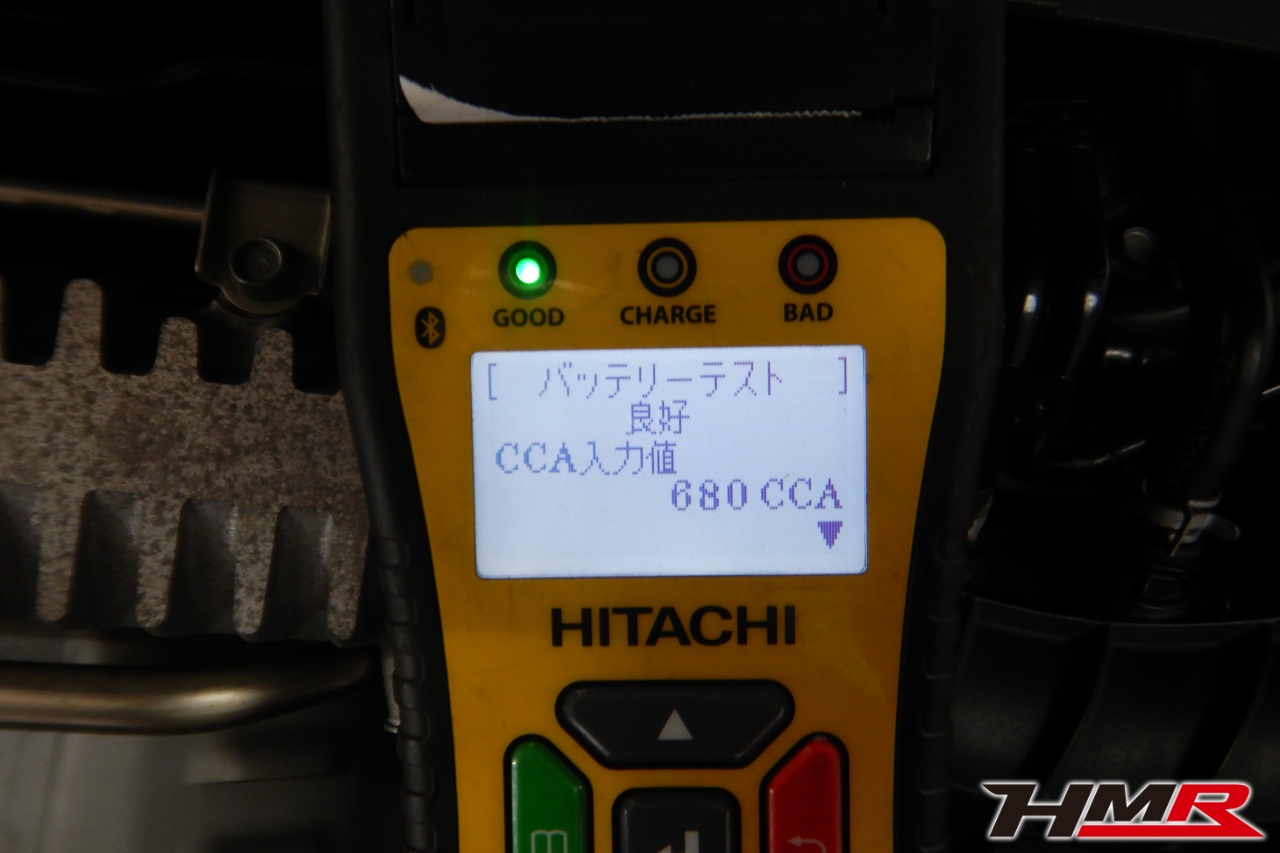 GOOD CHARGE BAD
[ バッテリーテスト ]
良好
CCA入力値
680 CCA
HITACHI
HMR